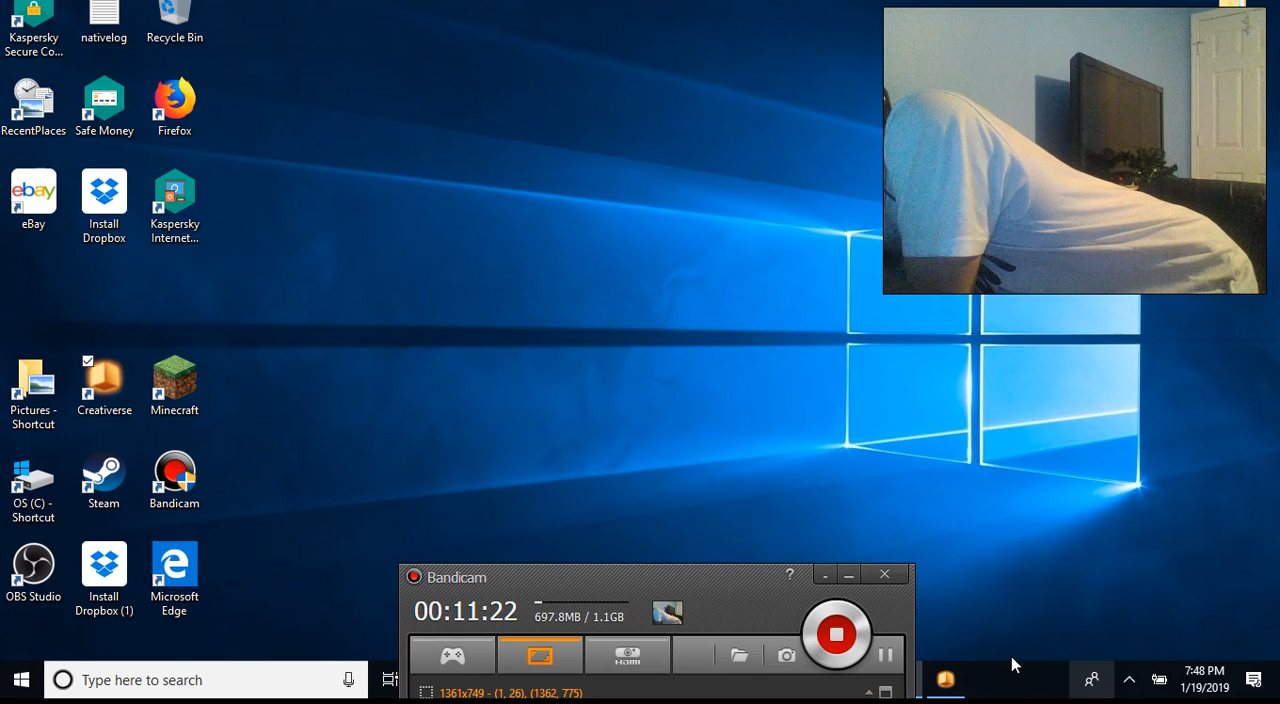 Kaspersky
Secure Co...
nativelog
Recycle Bin
RecentPlaces
Safe Money
Firefox
ebay
eBay
Install
Dropbox
Kaspersky
Internet...
Pictures -
Shortcut
Creativerse
Minecraft
OS (C) -
Shortcut
Steam
Bandicam
OBS Studio
Install
Dropbox (1)
Microsoft
Edge
Bandicam
?
00:11:22
697.8MB / 1.1GB
HDMI
1361x749 - (1, 26), (1362, 775)
Type here to search
7:48 PM
1/19/2019